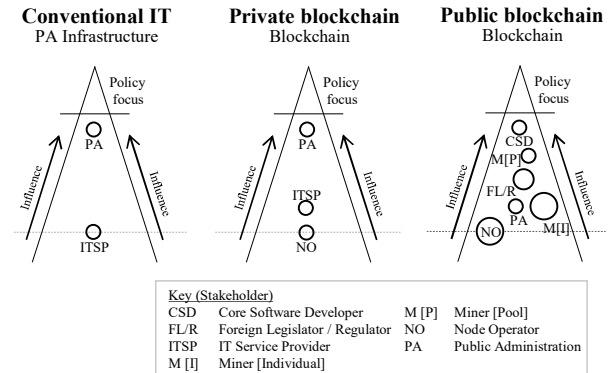 Conventional IT
PA Infrastructure
Policy
focus
PA
Influence
Influence
ITSP
Private blockchain
Blockchain
Policy
focus
PA
Influence
Influence
ITSP
NO
Public blockchain
Blockchain
Policy
focus
CSD
M[P]
FL/R
PA
M[I]
NO
Influence
Influence
Key (Stakeholder)
CSD Core Software Developer M [P] Miner [Pool]
FL/R Foreign Legislator / Regulator NO Node Operator
ITSP IT Service Provider PA Public Administration
M [I] Miner [Individual]